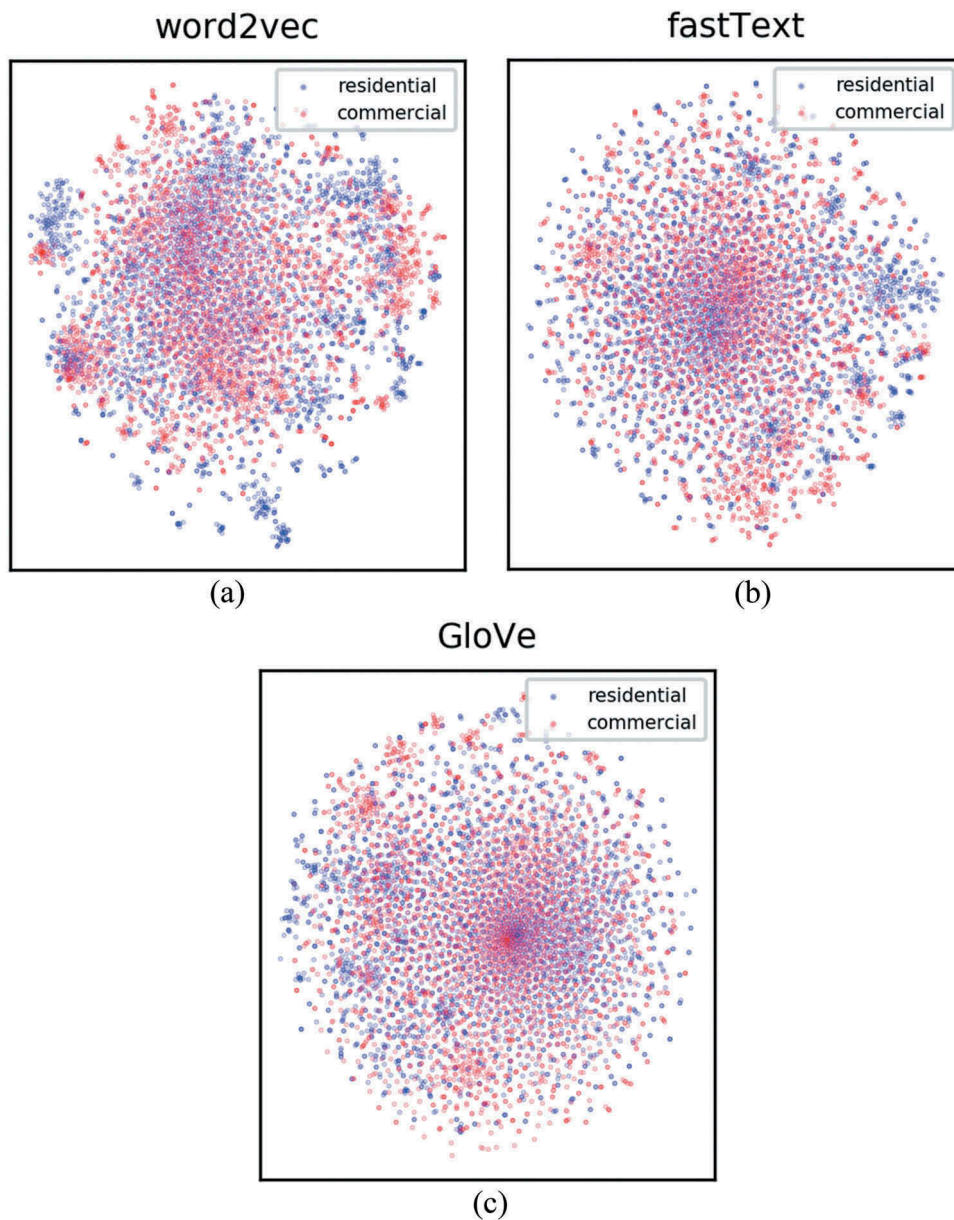 word2vec
residential
commercial
(a)
fastText
residential
commercial
(b)
GloVe
residential
commercial
(c)